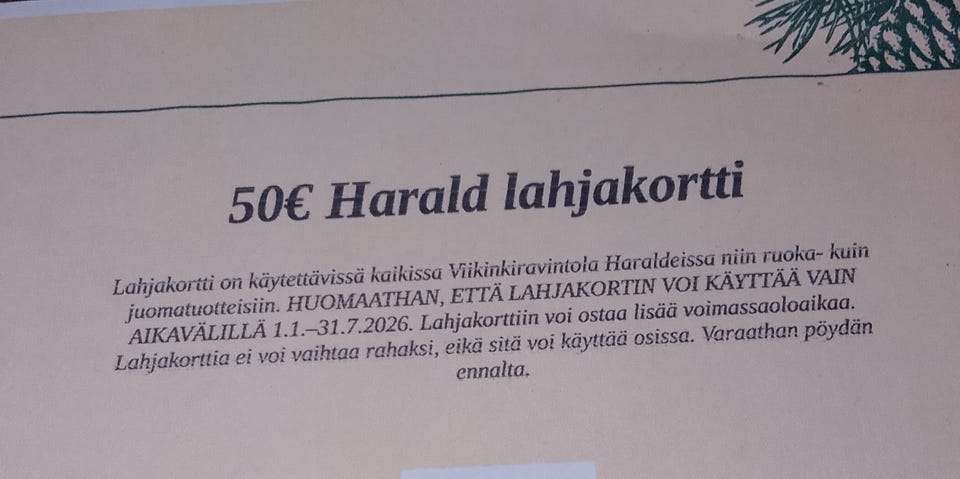 50€ Harald lahjakortti
Lahjakortti on käytettävissä kaikissa Viikinkiravintola Haraldeissa niin ruoka- kuin
juomatuotteisiin. HUOMAATHAN, ETTÄ LAHJAKORTIN VOI KÄYTTÄÄ VAIN
AIKAVÄLILLÄ 1.1.–31.7.2026. Lahjakorttiin voi ostaa lisää voimassaoloaikaa.
Lahjakorttia ei voi vaihtaa rahaksi, eikä sitä voi käyttää osissa. Varaathan pöydän
ennalta.